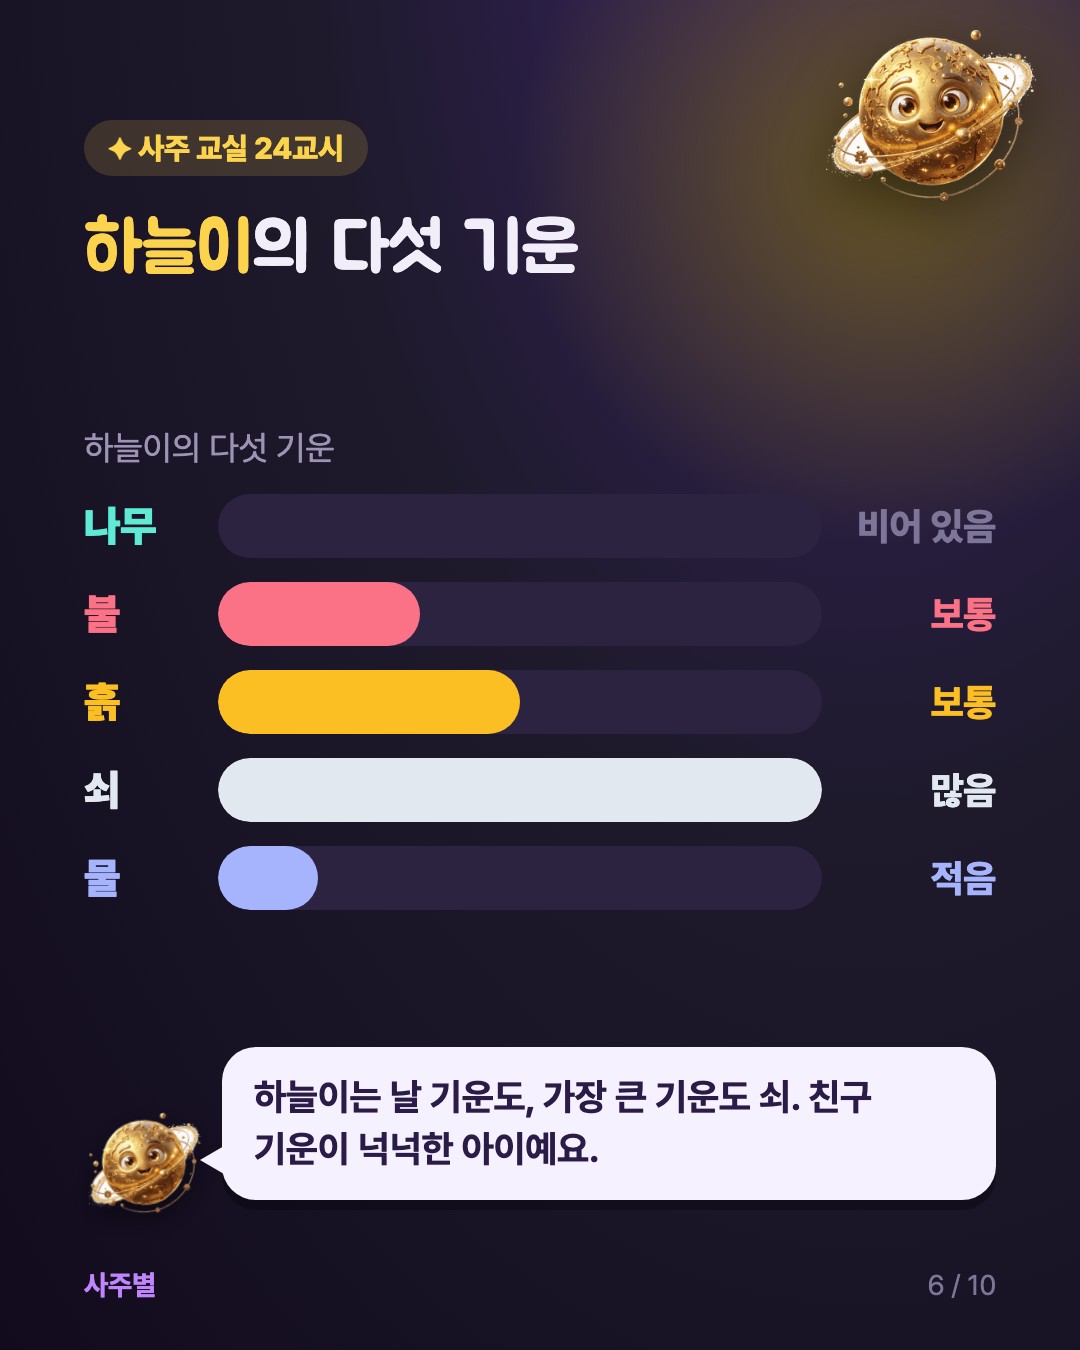 ✦ 사주 교실 24교시
하늘이의 다섯 기운
하늘이의 다섯 기운
나무 비어 있음
불 보통
흙 보통
쇠 많음
물 적음
하늘이는 날 기운도, 가장 큰 기운도 쇠. 친구
기운이 넉넉한 아이예요.
사주별 6 / 10